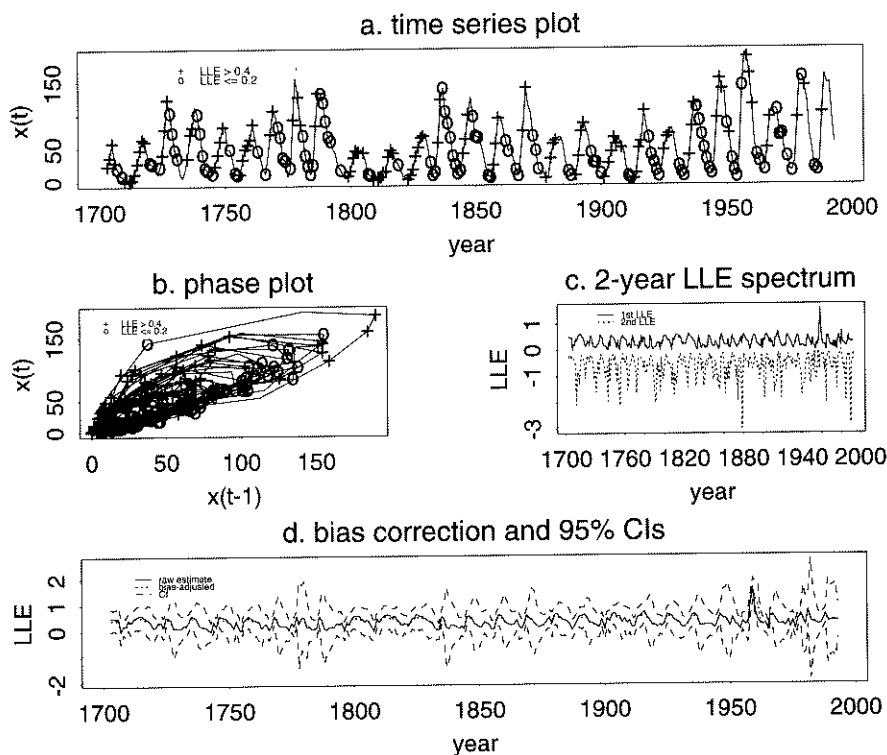 a. time series plot
+ LLE > 0.4
o LLE <= 0.2
x(t)
0 50 150
1700 1750 1800 1850 1900 1950 2000
year
b. phase plot
+ LLE > 0.4
o LLE <= 0.2
x(t)
0 50 150
0 50 100 150
x(t-1)
c. 2-year LLE spectrum
1st LLE
2nd LLE
LLE
-3 -1 0 1
1700 1760 1820 1880 1940 2000
year
d. bias correction and 95% CIs
raw estimate
bias-adjusted
CI
LLE
-2 0 1 2
1700 1750 1800 1850 1900 1950 2000
year